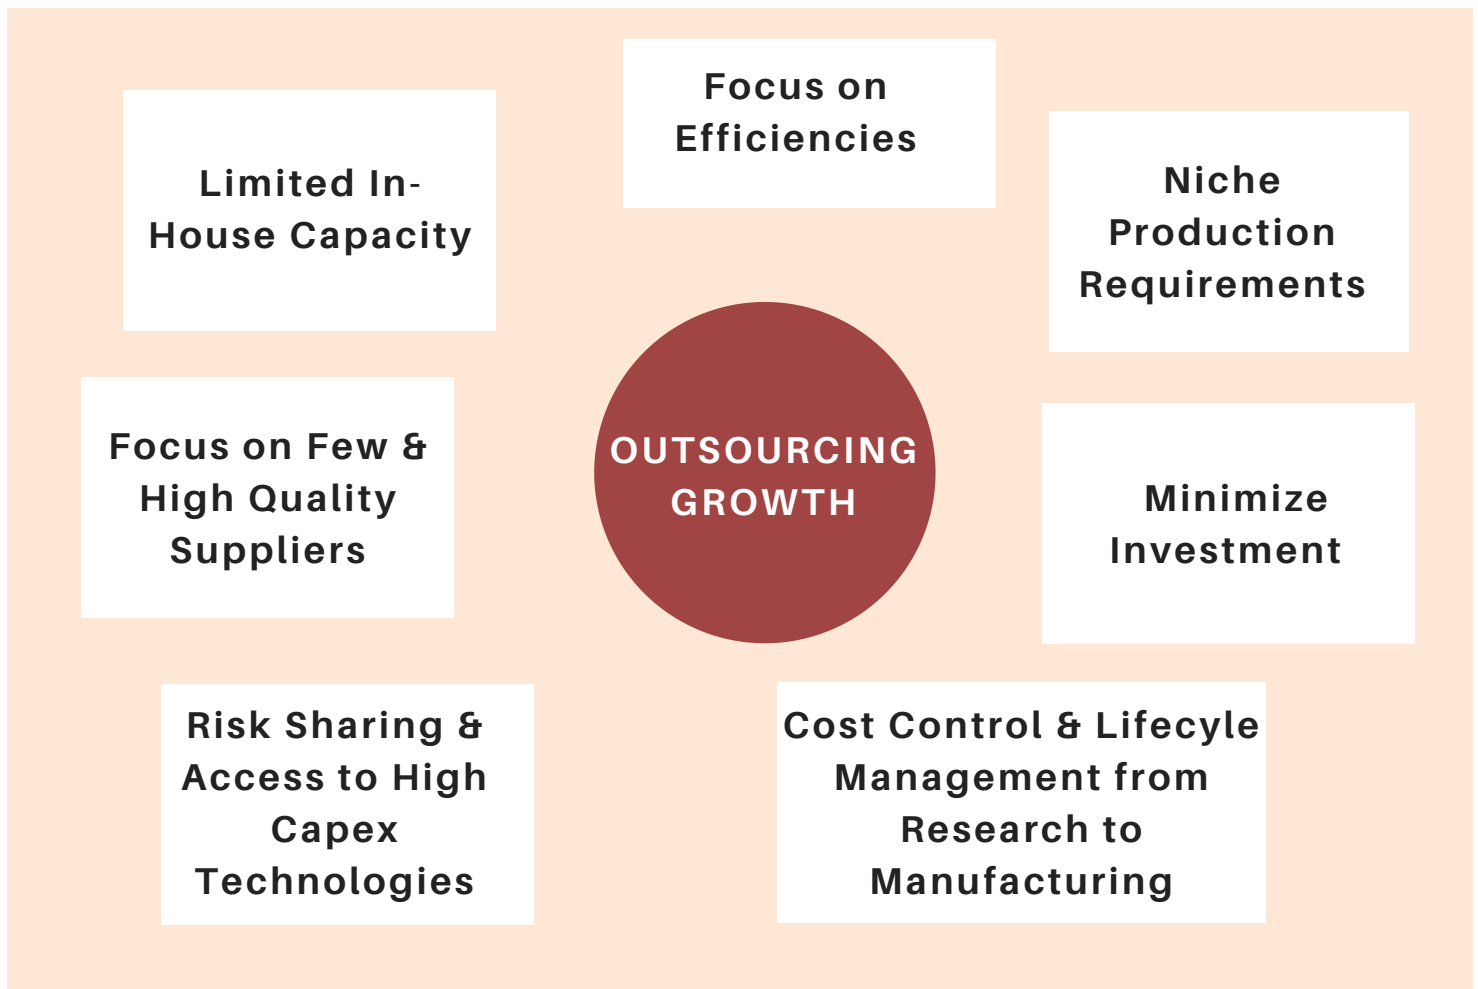 Focus on
Efficiencies
Limited In-
House Capacity
Niche
Production
Requirements
Focus on Few &
High Quality
Suppliers
OUTSOURCING
GROWTH
Minimize
Investment
Risk Sharing &
Access to High
Capex
Technologies
Cost Control & Lifecyle
Management from
Research to
Manufacturing